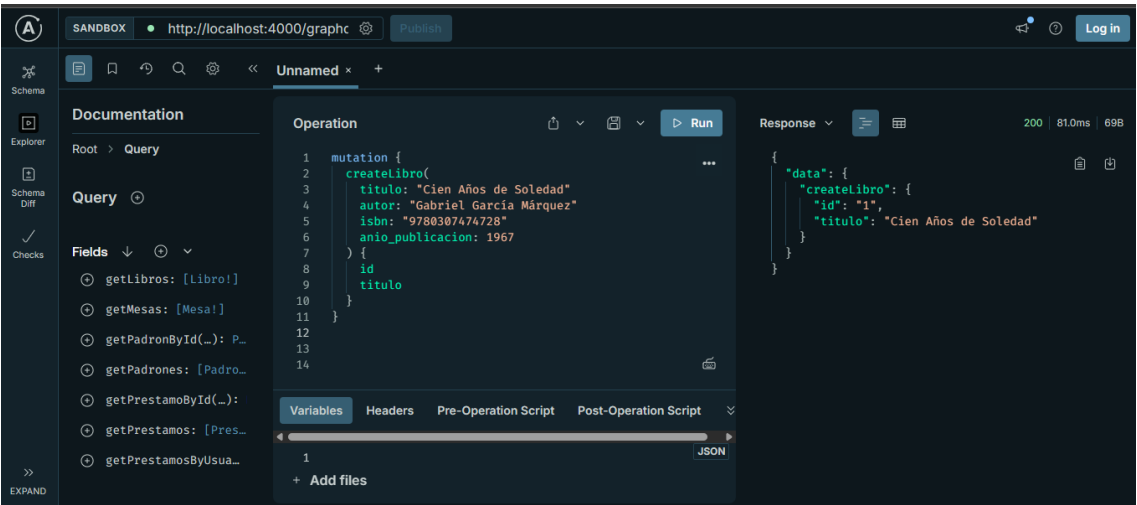 SANDBOX http://localhost:4000/graphc Publish Log in
Schema
Explorer
Schema Diff
Checks
EXPAND
Unnamed × +
Documentation
Root > Query
Query
Fields
getLibros: [Libro!]
getMesas: [Mesa!]
getPadronById(…): P…
getPadrones: [Padro…
getPrestamoById(…):
getPrestamos: [Pres…
getPrestamosByUsua…
Operation Run
1 mutation {
2 createLibro(
3 titulo: "Cien Años de Soledad"
4 autor: "Gabriel García Márquez"
5 isbn: "9780307474728"
6 anio_publicacion: 1967
7 ) {
8 id
9 titulo
10 }
11 }
12
13
14
Variables Headers Pre-Operation Script Post-Operation Script
JSON
1
+ Add files
Response 200 81.0ms 69B
{
"data": {
"createLibro": {
"id": "1",
"titulo": "Cien Años de Soledad"
}
}
}